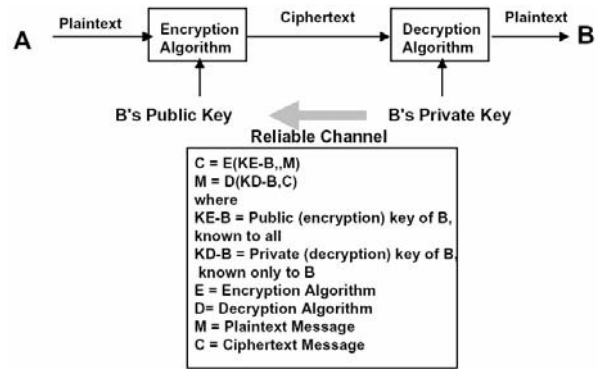 Plaintext
Ciphertext
Plaintext
A
Encryption
Algorithm
Decryption
Algorithm
B
B's Public Key
B's Private Key
Reliable Channel
C = E(KE-B,,M)
M = D(KD-B,C)
where
KE-B = Public (encryption) key of B,
known to all
KD-B = Private (decryption) key of B,
known only to B
E = Encryption Algorithm
D= Decryption Algorithm
M = Plaintext Message
C = Ciphertext Message